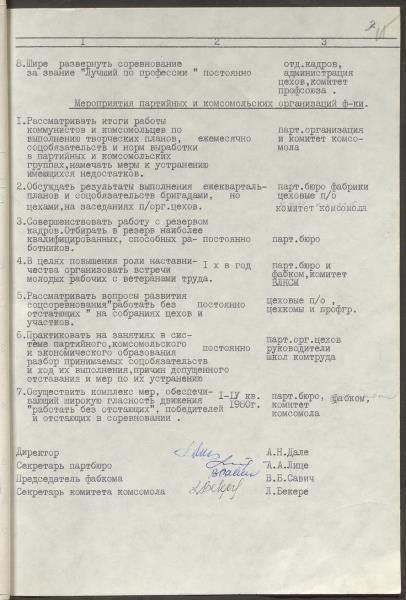 1 2 3
8.Шире развернуть соревнование отд.кадров,
за звание "Лучший по профессии " постоянно администрация
цехов,комитет
профсоюза .
Мероприятия партийных и комсомольских организаций ф-ки.
1.Рассматривать итоги работы
коммунистов и комсомольцев по парт.организация
выполнению творческих планов, ежемесячно и комитет комсо-
соцобязательств и норм выработки мола
в партийных и комсомольских
группах,намечать меры к устранению
имеющихся недостатков.
2.Обсуждать результаты выполнения ежекварталь- парт.бюро фабрики
планов и соцобязательств бригадами, но цеховые п/о
цехами,на заседаниях п/орг.цехов. комитет комсомола
3.Совершенствовать работу с резервом
кадров.Отбирать в резерв наиболее
квалифицированных, способных ра- постоянно парт.бюро
ботников.
4.В целях повышения роли наставни- парт.бюро и
чества организовать встречи I х в год фабком,комитет
молодых рабочих с ветеранами труда. ВЛКСМ
5.Рассматривать вопросы развития
соцсоревнования"работать без постоянно цеховые п/о ,
отстающих " на собраниях цехов и цехкомы и профгр.
участков.
6.Практиковать на занятиях в сис-
теме партийного,комсомольского парт.орг.цехов
и экономического образования постоянно руководители
разбор принимаемых соцобязательств школ комтруда
и ход их выполнения,причин допущенного
отставания и мер по их устранению
7.Осуществить комплекс мер, обеспечи- I-IУ кв. парт.бюро, фабком,
вающий широкую гласность движения 1980г. комитет
"работать без отстающих", победителей комсомола
и отстающих в соревновании .
Директор А.Н.Дале
Секретарь партбюро А.А.Лице
Председатель фабкома В.Б.Савич
Секретарь комитета комсомола Л.Бекере